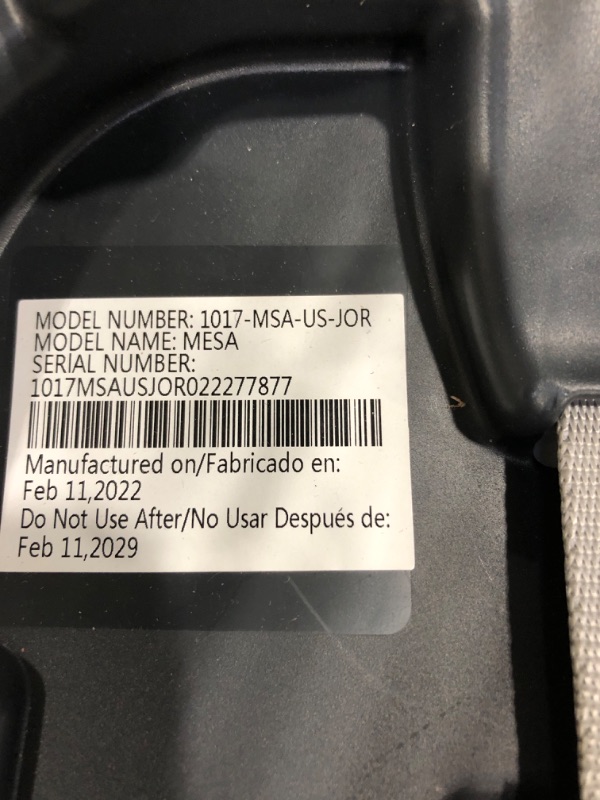 MODEL NUMBER: 1017-MSA-US-JOR
MODEL NAME: MESA
SERIAL NUMBER:
1017MSAUSJOR022277877
Manufactured on/Fabricado en:
Feb 11,2022
Do Not Use After/No Usar Después de:
Feb 11,2029